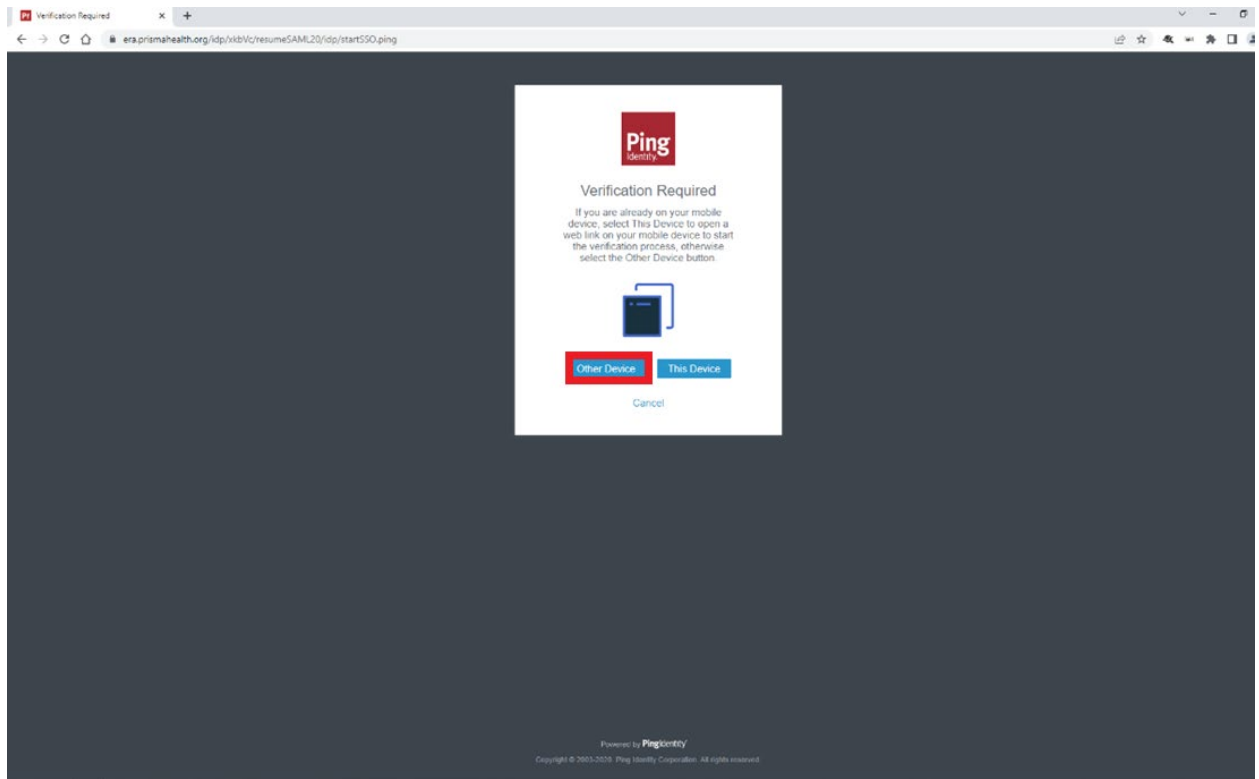 Verification Required
era.prismahealth.org/idp/xkbVc/resumeSAML20/idp/startSSO.ping
Ping
Identity.
Verification Required
If you are already on your mobile
device, select This Device to open a
web link on your mobile device to start
the verification process, otherwise
select the Other Device button.
Other Device This Device
Cancel
Powered by PingIdentity
Copyright © 2003-2020. Ping Identity Corporation. All rights reserved.